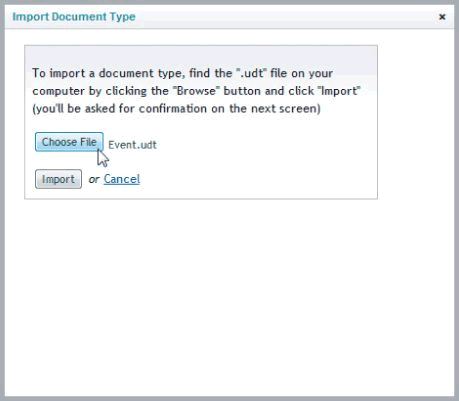 Import Document Type ×
To import a document type, find the ".udt" file on your
computer by clicking the "Browse" button and click "Import"
(you'll be asked for confirmation on the next screen)
Choose File Event.udt
Import or Cancel